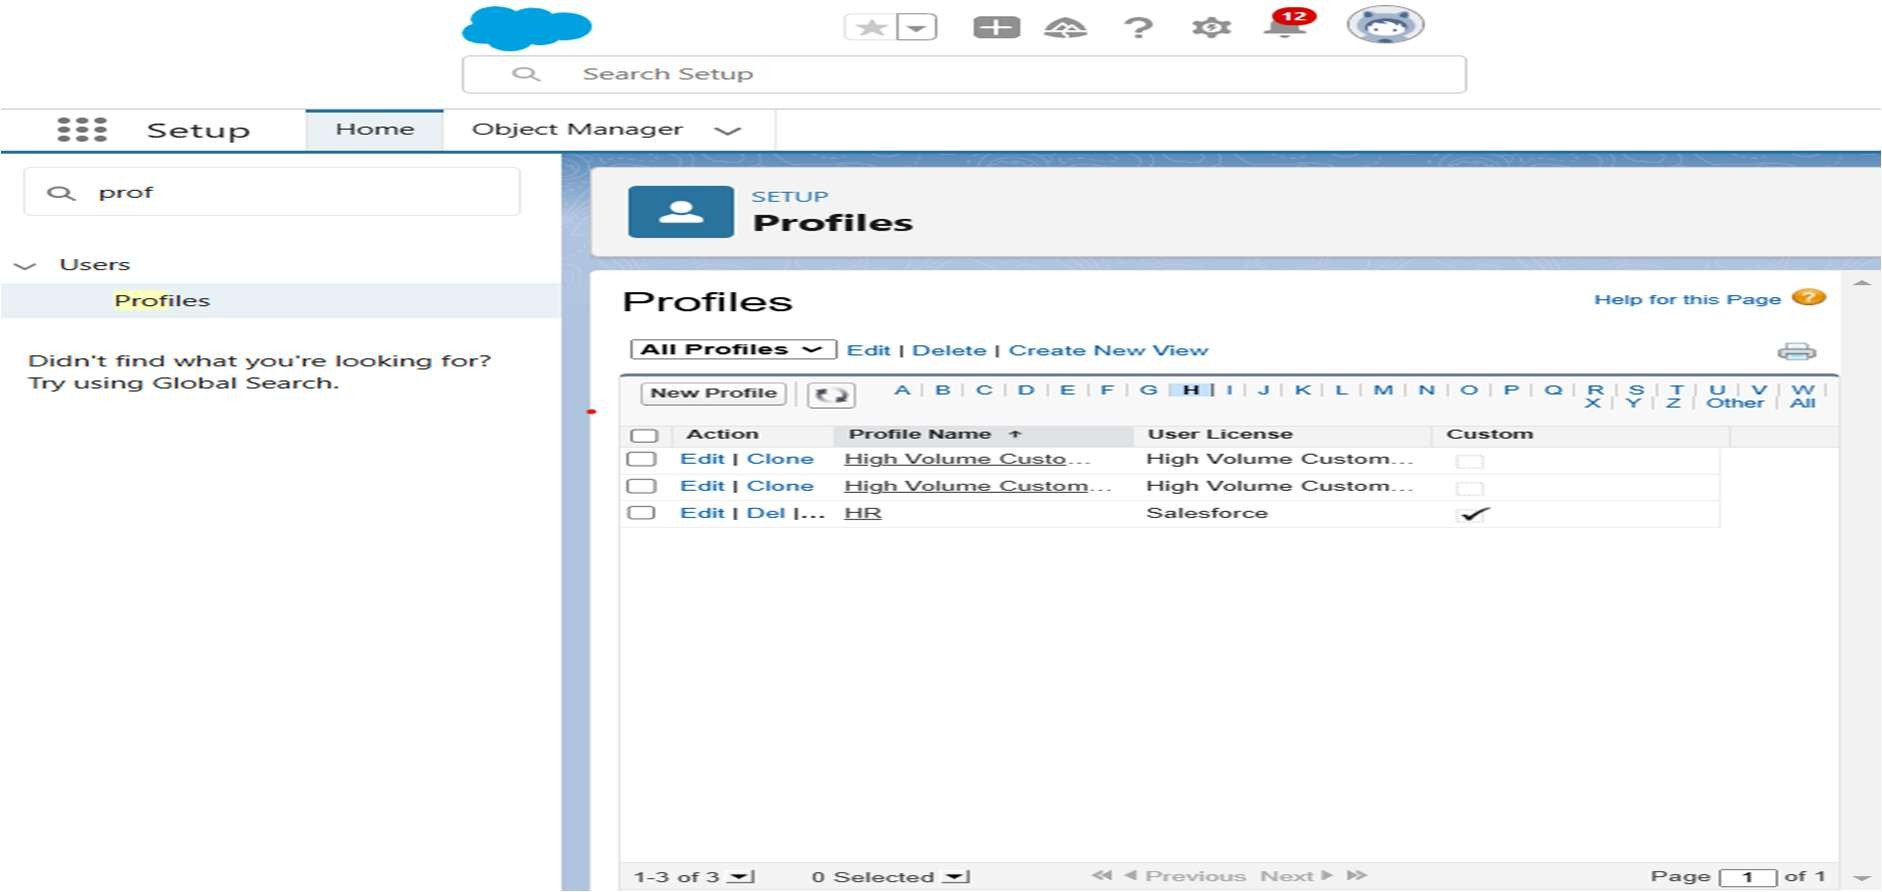 12
Search Setup
Setup Home Object Manager
prof
Users
Profiles
Didn't find what you're looking for?
Try using Global Search.
SETUP
Profiles
Profiles
Help for this Page ?
All Profiles Edit | Delete | Create New View
New Profile A | B | C | D | E | F | G | H | I | J | K | L | M | N | O | P | Q | R | S | T | U | V | W |
X | Y | Z | Other | All
Action Profile Name ↑ User License Custom
Edit | Clone High Volume Custo... High Volume Custom...
Edit | Clone High Volume Custom... High Volume Custom...
Edit | Del |... HR Salesforce
1-3 of 3 0 Selected Previous Next Page 1 of 1